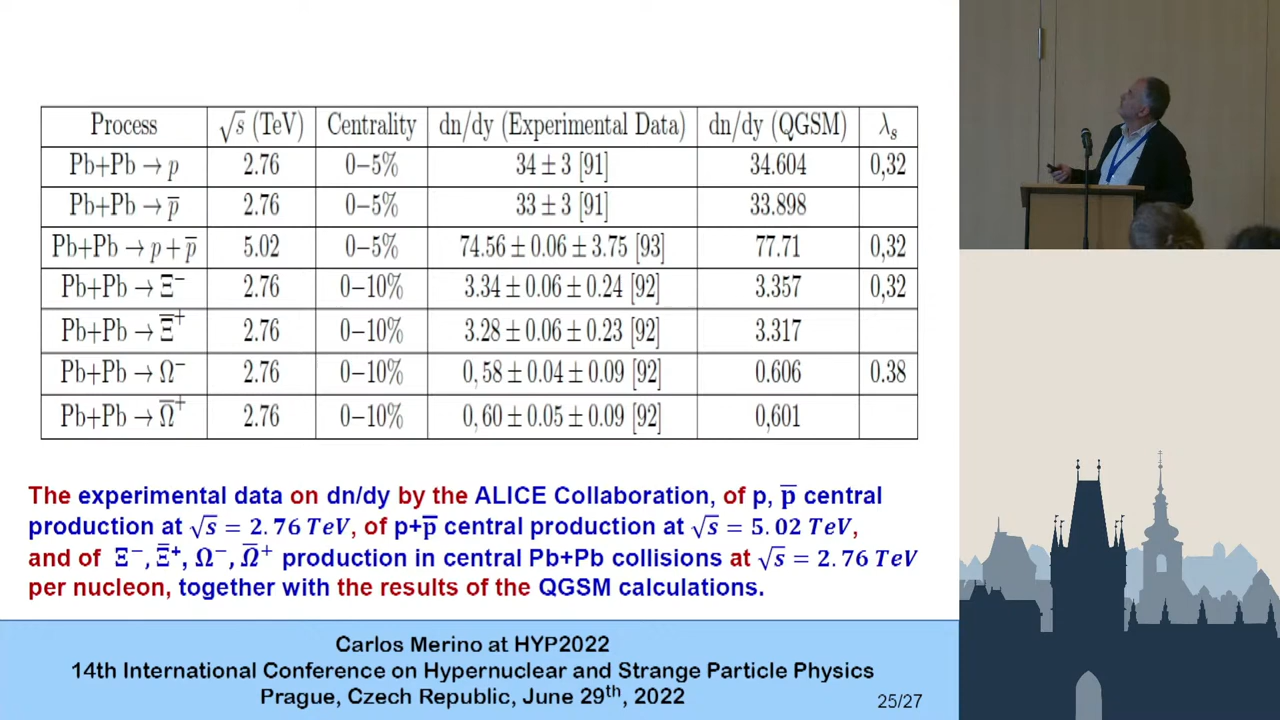 Process √s (TeV) Centrality dn/dy (Experimental Data) dn/dy (QGSM) λs
Pb+Pb → p 2.76 0–5% 34 ± 3 [91] 34.604 0,32
Pb+Pb → p̅ 2.76 0–5% 33 ± 3 [91] 33.898
Pb+Pb → p + p̅ 5.02 0–5% 74.56 ± 0.06 ± 3.75 [93] 77.71 0,32
Pb+Pb → Ξ⁻ 2.76 0–10% 3.34 ± 0.06 ± 0.24 [92] 3.357 0,32
Pb+Pb → Ξ̅⁺ 2.76 0–10% 3.28 ± 0.06 ± 0.23 [92] 3.317
Pb+Pb → Ω⁻ 2.76 0–10% 0,58 ± 0.04 ± 0.09 [92] 0.606 0.38
Pb+Pb → Ω̅⁺ 2.76 0–10% 0,60 ± 0.05 ± 0.09 [92] 0,601
The experimental data on dn/dy by the ALICE Collaboration, of p, p̅ central
production at √s = 2.76 TeV, of p+p̅ central production at √s = 5.02 TeV,
and of Ξ⁻, Ξ̅⁺, Ω⁻, Ω̅⁺ production in central Pb+Pb collisions at √s = 2.76 TeV
per nucleon, together with the results of the QGSM calculations.
Carlos Merino at HYP2022
14th International Conference on Hypernuclear and Strange Particle Physics
Prague, Czech Republic, June 29th, 2022
25/27